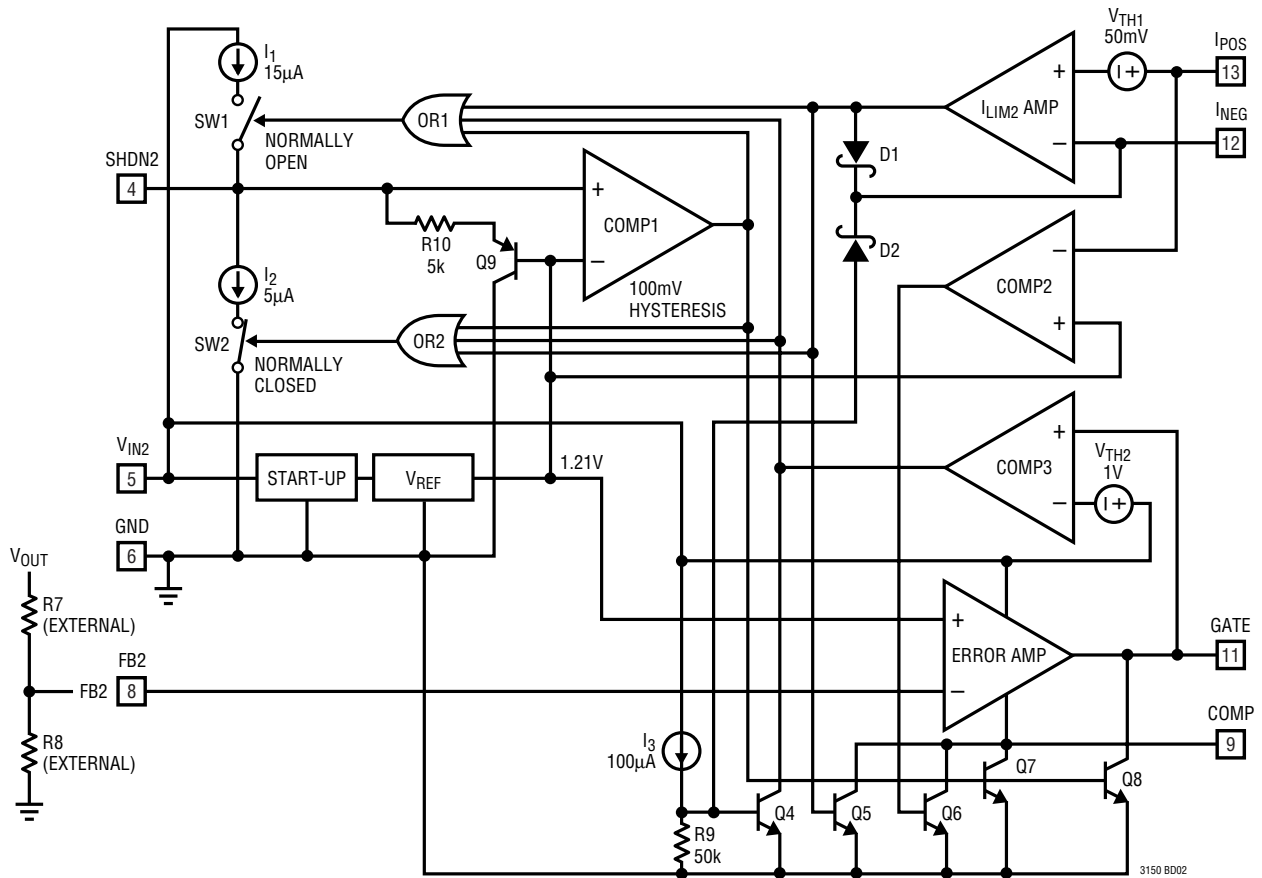 I1
15µA
SW1
NORMALLY
OPEN
OR1
VTH1
50mV
IPOS
13
ILIM2 AMP
+
–
INEG
12
SHDN2
4
D1
+
COMP1
–
R10
5k
Q9
D2
–
COMP2
+
100mV
HYSTERESIS
I2
5µA
SW2
NORMALLY
CLOSED
OR2
VIN2
5
START-UP
VREF
1.21V
+
COMP3
–
VTH2
1V
GND
6
VOUT
R7
(EXTERNAL)
FB2
FB2
8
R8
(EXTERNAL)
+
ERROR AMP
–
GATE
11
COMP
9
I3
100µA
R9
50k
Q4
Q5
Q6
Q7
Q8
3150 BD02